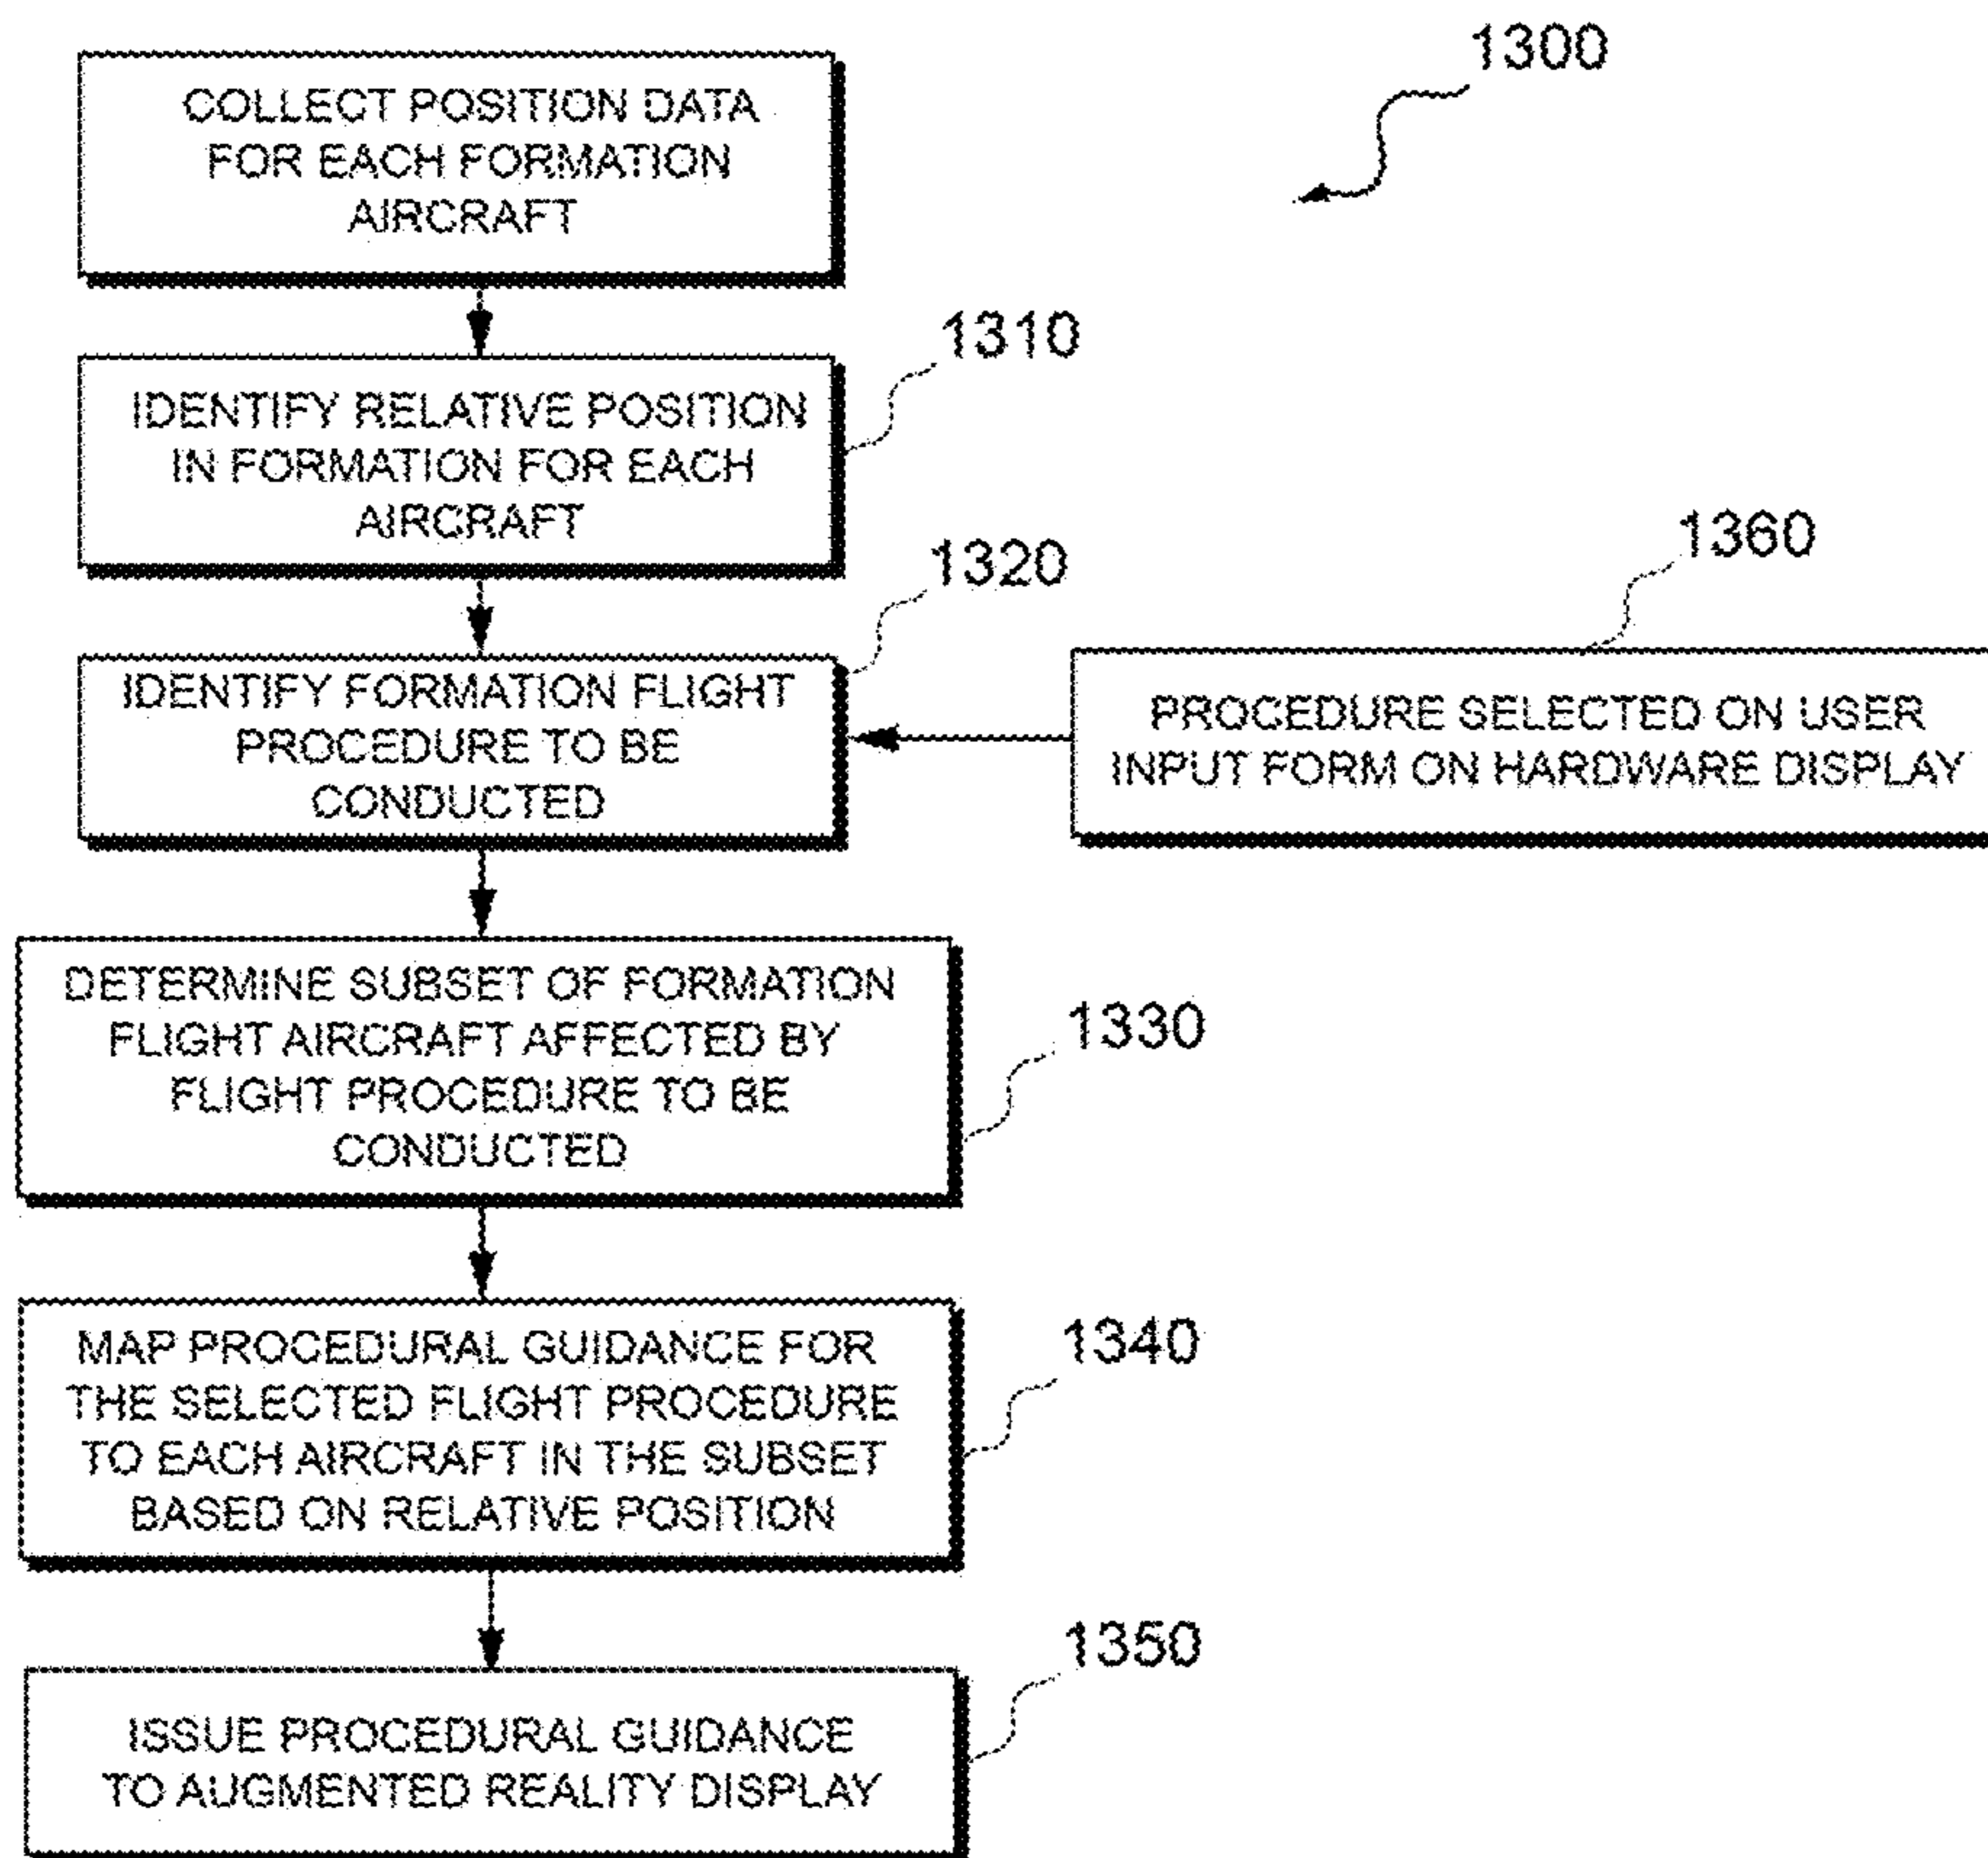 1300
COLLECT POSITION DATA
FOR EACH FORMATION
AIRCRAFT
1310
IDENTIFY RELATIVE POSITION
IN FORMATION FOR EACH
AIRCRAFT
1320
IDENTIFY FORMATION FLIGHT
PROCEDURE TO BE
CONDUCTED
1360
PROCEDURE SELECTED ON USER
INPUT FORM ON HARDWARE DISPLAY
DETERMINE SUBSET OF FORMATION
FLIGHT AIRCRAFT AFFECTED BY
FLIGHT PROCEDURE TO BE
CONDUCTED
1330
MAP PROCEDURAL GUIDANCE FOR
THE SELECTED FLIGHT PROCEDURE
TO EACH AIRCRAFT IN THE SUBSET
BASED ON RELATIVE POSITION
1340
ISSUE PROCEDURAL GUIDANCE
TO AUGMENTED REALITY DISPLAY
1350